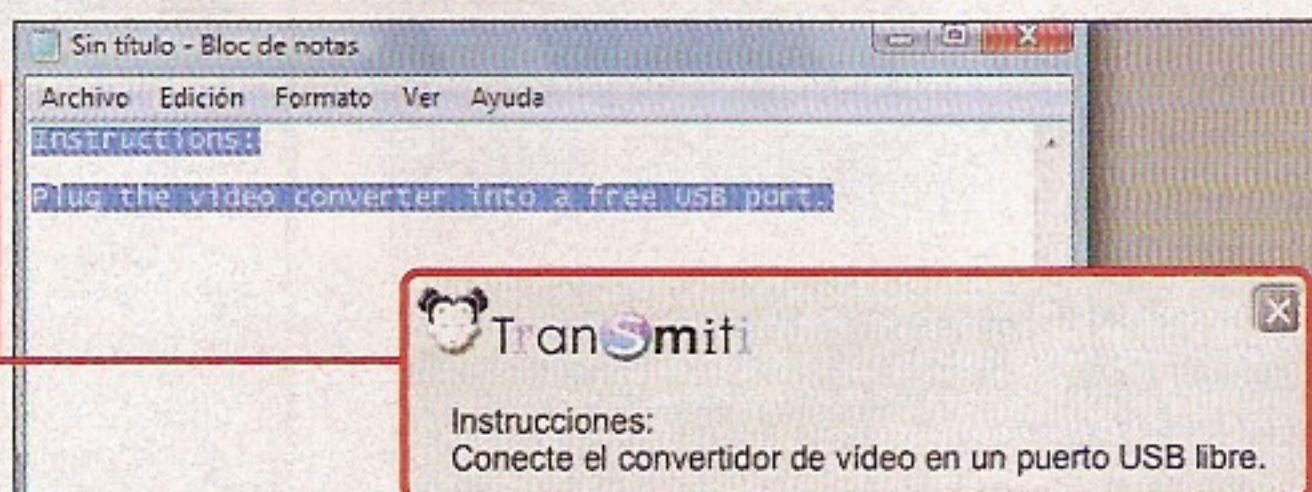 Sin título - Bloc de notas
Archivo Edición Formato Ver Ayuda
Instructions:
Plug the video converter into a free USB port.
TranSmiti
Instrucciones:
Conecte el convertidor de vídeo en un puerto USB libre.